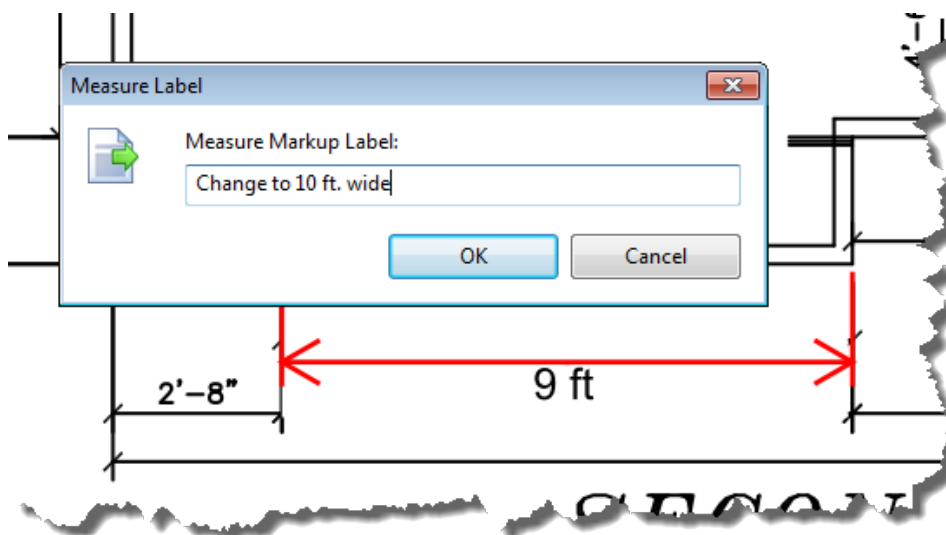 Measure Label
Measure Markup Label:
Change to 10 ft. wide
OK
Cancel
2'-8"
9 ft